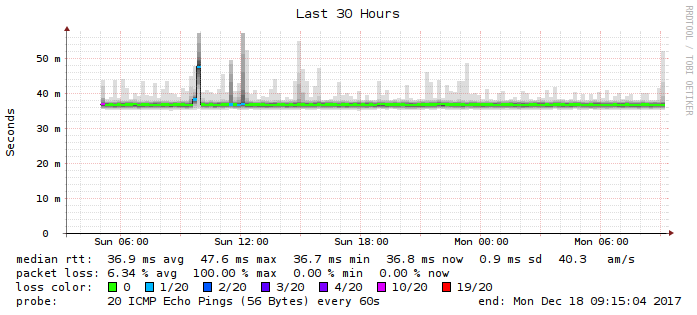 Last 30 Hours
RRDTOOL / TOBI OETIKER
Seconds
50 m
40 m
30 m
20 m
10 m
0
Sun 06:00 Sun 12:00 Sun 18:00 Mon 00:00 Mon 06:00
median rtt: 36.9 ms avg 47.6 ms max 36.7 ms min 36.8 ms now 0.9 ms sd 40.3 am/s
packet loss: 6.34 % avg 100.00 % max 0.00 % min 0.00 % now
loss color: 0 1/20 2/20 3/20 4/20 10/20 19/20
probe: 20 ICMP Echo Pings (56 Bytes) every 60s end: Mon Dec 18 09:15:04 2017